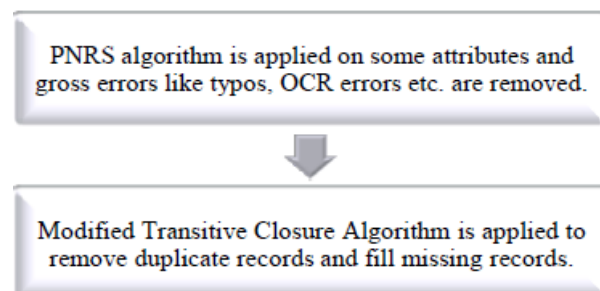 PNRS algorithm is applied on some attributes and
gross errors like typos, OCR errors etc. are removed.
Modified Transitive Closure Algorithm is applied to
remove duplicate records and fill missing records.